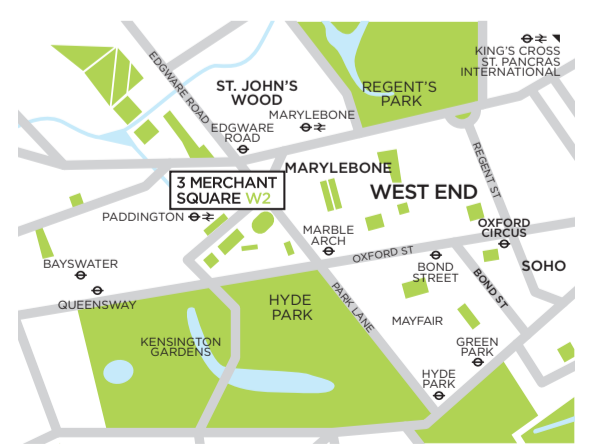 KING'S CROSS
ST. PANCRAS
INTERNATIONAL
EDGWARE ROAD
ST. JOHN'S
WOOD
REGENT'S
PARK
MARYLEBONE
EDGWARE
ROAD
REGENT ST
MARYLEBONE
3 MERCHANT
SQUARE W2
WEST END
PADDINGTON
MARBLE
ARCH
OXFORD
CIRCUS
OXFORD ST
BAYSWATER
BOND
STREET
SOHO
BOND ST
QUEENSWAY
HYDE
PARK
PARK LANE
MAYFAIR
KENSINGTON
GARDENS
GREEN
PARK
HYDE
PARK